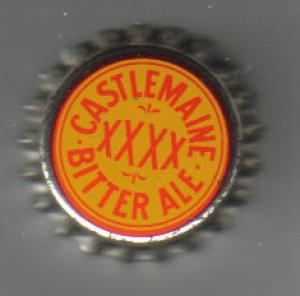 · CASTLEMAINE ·
XXXX
BITTER ALE